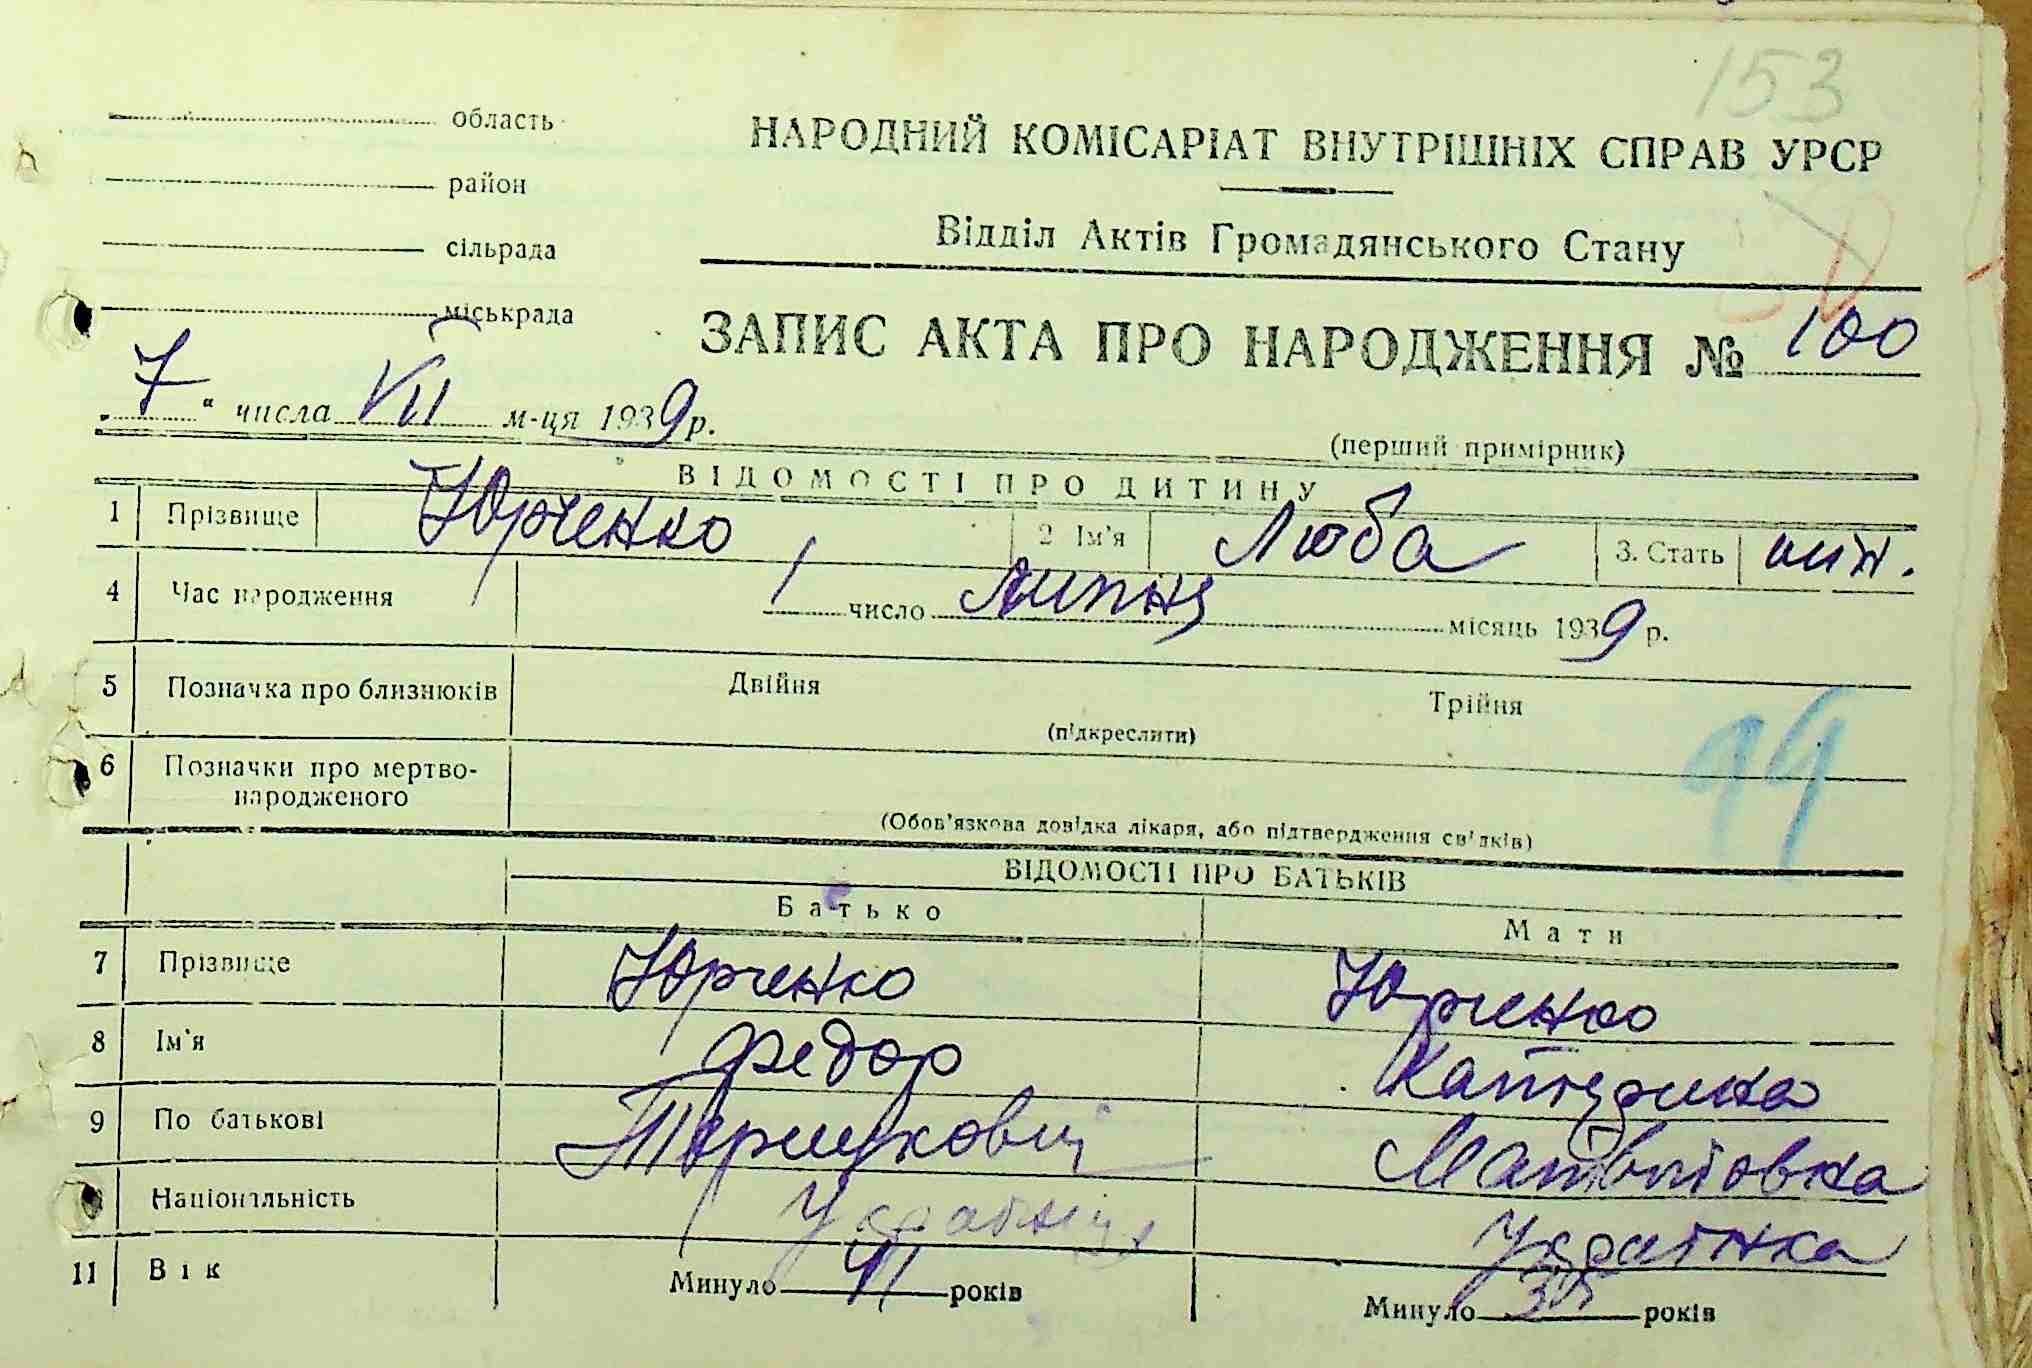 153
область
НАРОДНИЙ КОМІСАРІАТ ВНУТРІШНІХ СПРАВ УРСР
район
Відділ Актів Громадянського Стану
сільрада
міськрада
ЗАПИС АКТА ПРО НАРОДЖЕННЯ № 100
„7“ числа VII м-ця 1939 р.
(перший примірник)
ВІДОМОСТІ ПРО ДИТИНУ
1 Прізвище Юрченко 2 Ім'я Люба 3. Стать жін.
4 Час народження 1 число липня місяць 1939 р.
5 Позначка про близнюків Двійня Трійня
(підкреслити)
6 Позначки про мертво-
народженого
(Обов'язкова довідка лікаря, або підтвердження свідків)
ВІДОМОСТІ ПРО БАТЬКІВ
Батько Мати
7 Прізвище Юрченко Юрченко
8 Ім'я Федор Катерина
9 По батькові Матвіївна
Національність Українець Українка
11 Вік Минуло 41 років Минуло років